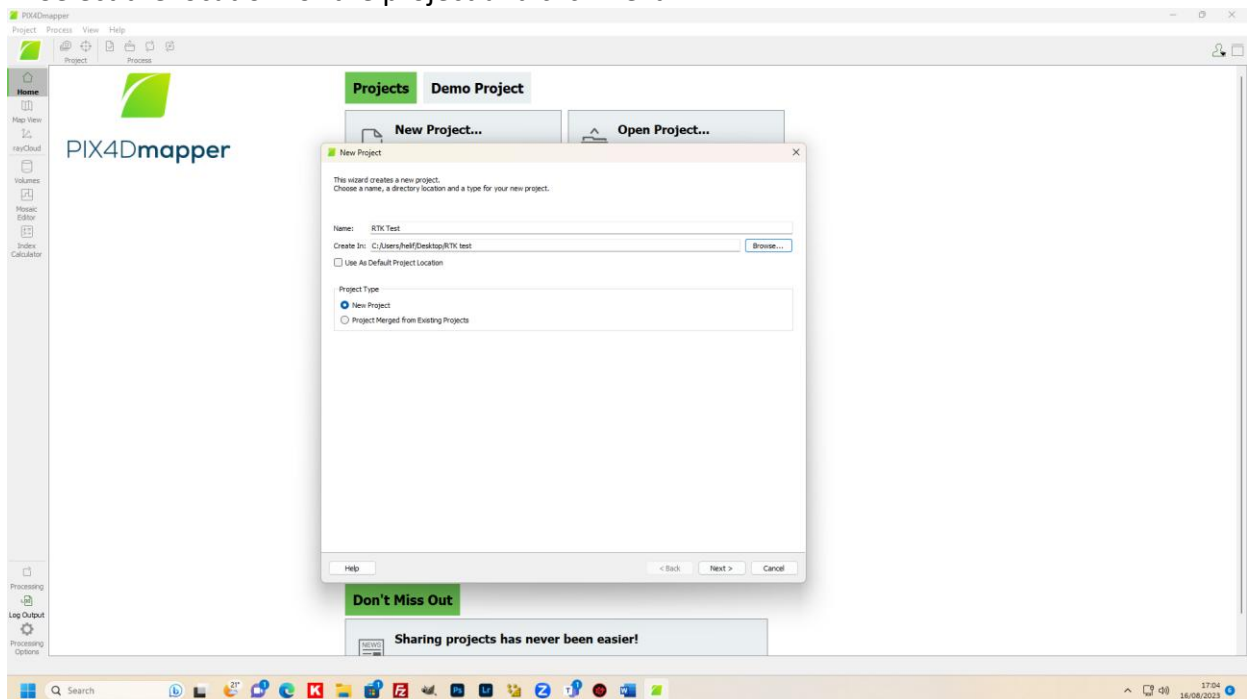 PIX4Dmapper
Project Process View Help
Project Process
Home
Map View
rayCloud
Volumes
Mosaic
Editor
Index
Calculator
PIX4Dmapper
Projects Demo Project
New Project... Open Project...
New Project
This wizard creates a new project.
Choose a name, a directory location and a type for your new project.
Name: RTK Test
Create In: C:/Users/helif/Desktop/RTK test Browse...
Use As Default Project Location
Project Type
New Project
Project Merged from Existing Projects
Help < Back Next > Cancel
Processing
Log Output
Processing
Options
Don't Miss Out
NEWS Sharing projects has never been easier!
Search 21° 17:04
16/08/2023